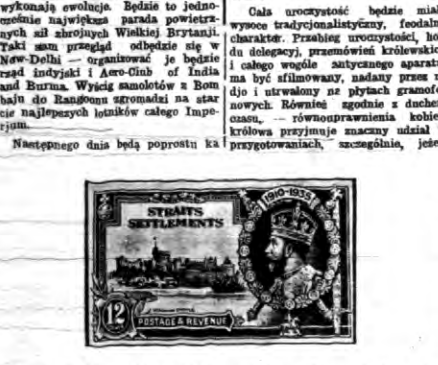 wykonają ewolucje. Będzie to jedno-
cześnie największa parada powietrz-
nych sił zbrojnych Wielkiej Brytanji.
Taki sam przegląd odbędzie się w
New-Delhi — organizować je będzie
rząd indyjski i Aero-Club of India
and Burma. Wyścig samolotów z Bom
baju do Rangoonu zgromadzi na star
cie najlepszych lotników całego Impe-
rjum.
Następnego dnia będą poprostu ka
Cała uroczystość będzie miał
wysoce tradycjonalistyczny, feodaln
charakter. Przebieg uroczystości, ho
du delegacyj, przemówień królewskic
i całego wogóle antycznego aparatu
ma być sfilmowany, nadany przez r
djo i utrwalony na płytach gramofo
nowych. Również zgodnie z duchem
czasu, — równouprawnienia kobiet
królowa przyjmuje znaczny udział
przygotowaniach, szczególnie, jeże
1910-1935
STRAITS
SETTLEMENTS
12
POSTAGE & REVENUE